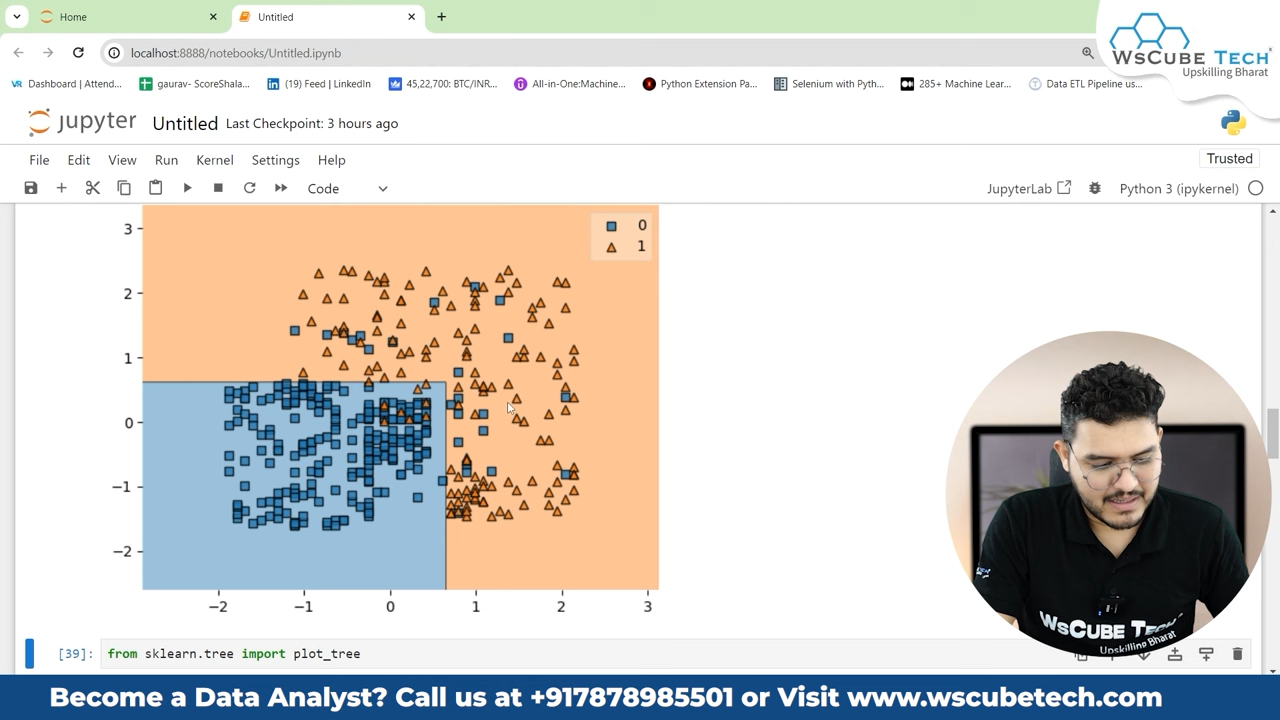 Home
Untitled
localhost:8888/notebooks/Untitled.ipynb
WsCube Tech
Upskilling Bharat
Dashboard | Attend...
gaurav- ScoreShala...
(19) Feed | LinkedIn
45,22,700: BTC/INR...
All-in-One:Machine...
Python Extension Pa...
Selenium with Pyth...
285+ Machine Lear...
Data ETL Pipeline us...
jupyter Untitled Last Checkpoint: 3 hours ago
File Edit View Run Kernel Settings Help
Trusted
Code
JupyterLab
Python 3 (ipykernel)
0
1
3
2
1
0
−1
−2
−2 −1 0 1 2 3
[39]: from sklearn.tree import plot_tree
WsCube Tech
Upskilling Bharat
Become a Data Analyst? Call us at +917878985501 or Visit www.wscubetech.com